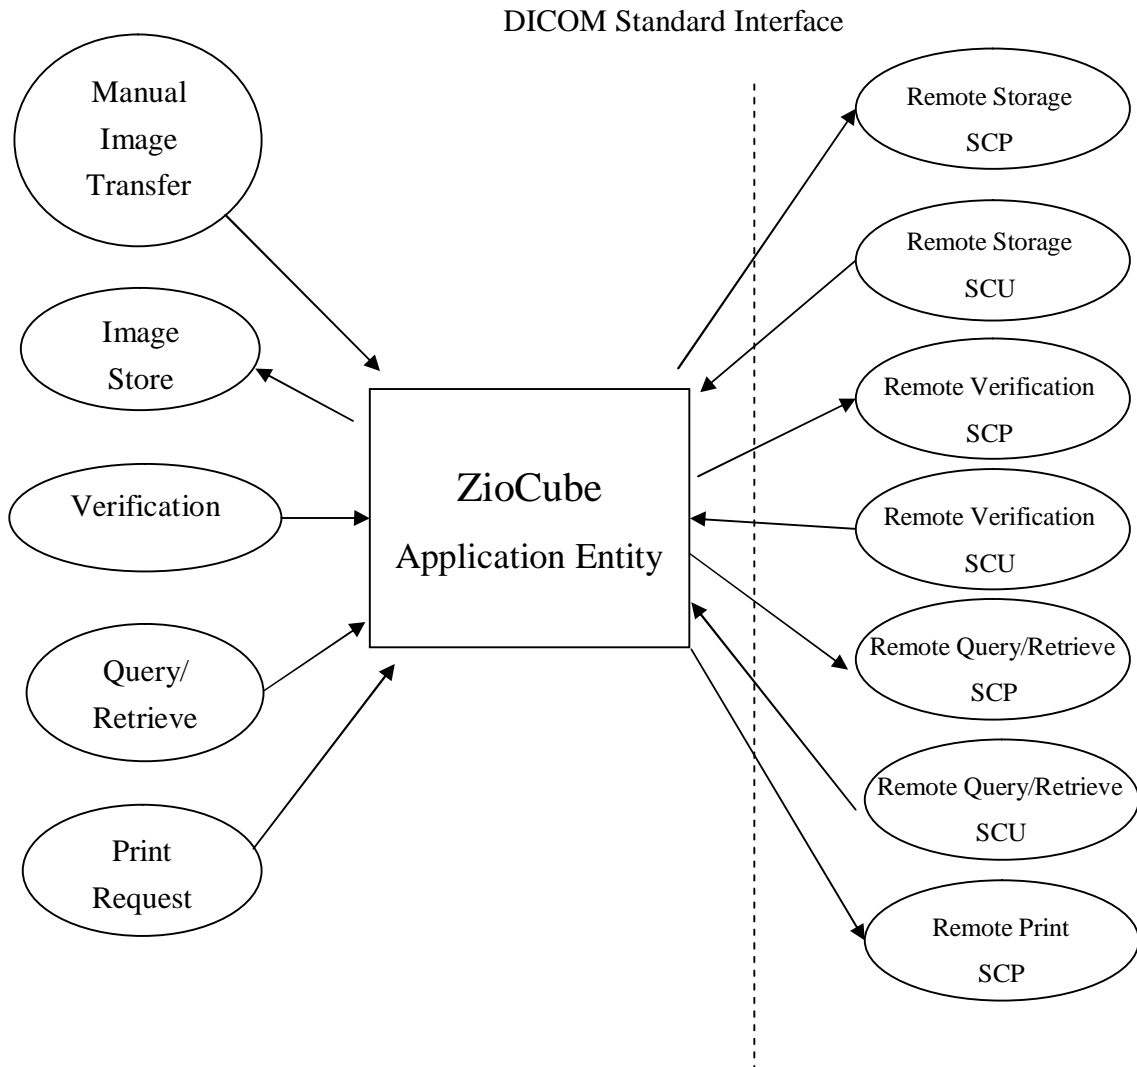 DICOM Standard Interface
Manual
Image
Transfer
Image
Store
Verification
Query/
Retrieve
Print
Request
ZioCube
Application Entity
Remote Storage
SCP
Remote Storage
SCU
Remote Verification
SCP
Remote Verification
SCU
Remote Query/Retrieve
SCP
Remote Query/Retrieve
SCU
Remote Print
SCP